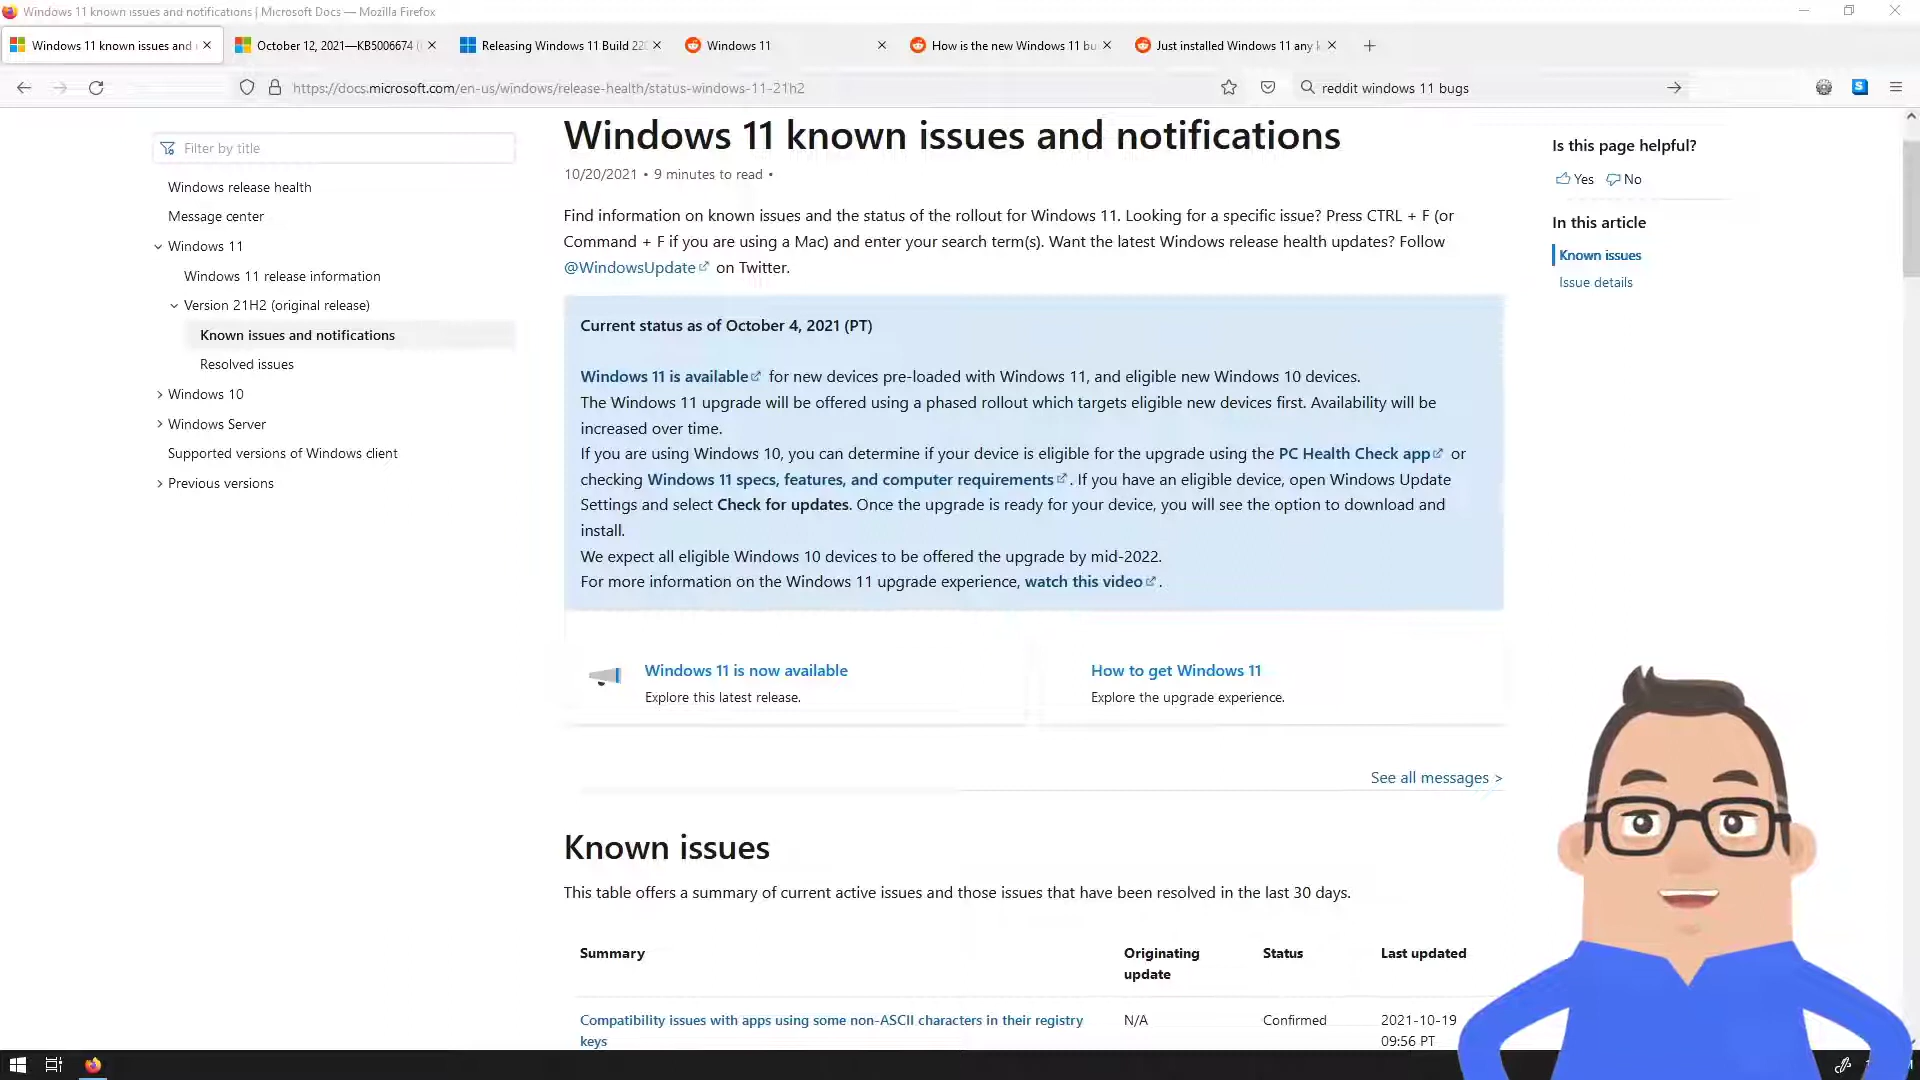 Windows 11 known issues and notifications | Microsoft Docs — Mozilla Firefox
Windows 11 known issues and
October 12, 2021—KB5006674 (
Releasing Windows 11 Build 220
Windows 11
How is the new Windows 11 bu
Just installed Windows 11 any k
https://docs.microsoft.com/en-us/windows/release-health/status-windows-11-21h2
reddit windows 11 bugs
Filter by title
Windows release health
Message center
Windows 11
Windows 11 release information
Version 21H2 (original release)
Known issues and notifications
Resolved issues
Windows 10
Windows Server
Supported versions of Windows client
Previous versions
Windows 11 known issues and notifications
10/20/2021 • 9 minutes to read •
Find information on known issues and the status of the rollout for Windows 11. Looking for a specific issue? Press CTRL + F (or
Command + F if you are using a Mac) and enter your search term(s). Want the latest Windows release health updates? Follow
@WindowsUpdate on Twitter.
Current status as of October 4, 2021 (PT)
Windows 11 is available for new devices pre-loaded with Windows 11, and eligible new Windows 10 devices.
The Windows 11 upgrade will be offered using a phased rollout which targets eligible new devices first. Availability will be
increased over time.
If you are using Windows 10, you can determine if your device is eligible for the upgrade using the PC Health Check app or
checking Windows 11 specs, features, and computer requirements. If you have an eligible device, open Windows Update
Settings and select Check for updates. Once the upgrade is ready for your device, you will see the option to download and
install.
We expect all eligible Windows 10 devices to be offered the upgrade by mid-2022.
For more information on the Windows 11 upgrade experience, watch this video.
Windows 11 is now available
Explore this latest release.
How to get Windows 11
Explore the upgrade experience.
See all messages >
Known issues
This table offers a summary of current active issues and those issues that have been resolved in the last 30 days.
Summary
Originating
update
Status
Last updated
Compatibility issues with apps using some non-ASCII characters in their registry
keys
N/A
Confirmed
2021-10-19
09:56 PT
Is this page helpful?
Yes
No
In this article
Known issues
Issue details